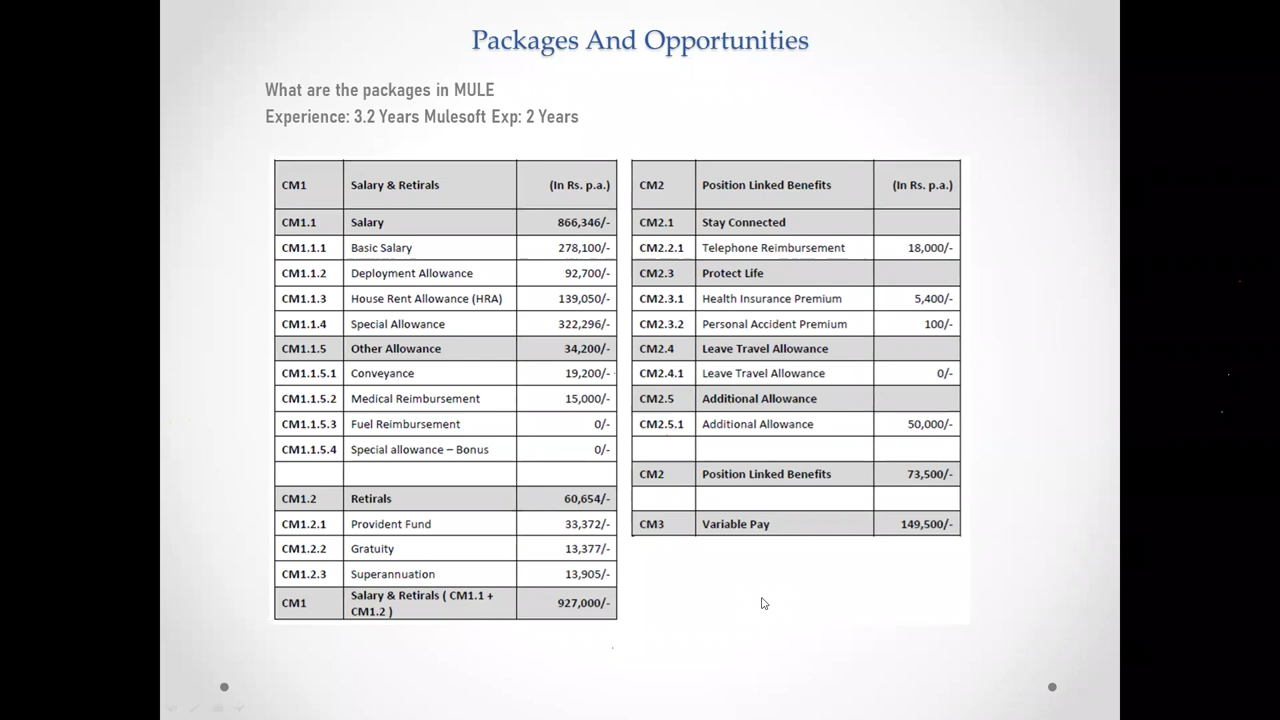 Packages And Opportunities
What are the packages in MULE
Experience: 3.2 Years Mulesoft Exp: 2 Years
CM1 Salary & Retirals (In Rs. p.a.)
CM1.1 Salary 866,346/-
CM1.1.1 Basic Salary 278,100/-
CM1.1.2 Deployment Allowance 92,700/-
CM1.1.3 House Rent Allowance (HRA) 139,050/-
CM1.1.4 Special Allowance 322,296/-
CM1.1.5 Other Allowance 34,200/-
CM1.1.5.1 Conveyance 19,200/-
CM1.1.5.2 Medical Reimbursement 15,000/-
CM1.1.5.3 Fuel Reimbursement 0/-
CM1.1.5.4 Special allowance – Bonus 0/-
CM1.2 Retirals 60,654/-
CM1.2.1 Provident Fund 33,372/-
CM1.2.2 Gratuity 13,377/-
CM1.2.3 Superannuation 13,905/-
CM1 Salary & Retirals ( CM1.1 + 927,000/-
CM1.2 )
CM2 Position Linked Benefits (In Rs. p.a.)
CM2.1 Stay Connected
CM2.2.1 Telephone Reimbursement 18,000/-
CM2.3 Protect Life
CM2.3.1 Health Insurance Premium 5,400/-
CM2.3.2 Personal Accident Premium 100/-
CM2.4 Leave Travel Allowance
CM2.4.1 Leave Travel Allowance 0/-
CM2.5 Additional Allowance
CM2.5.1 Additional Allowance 50,000/-
CM2 Position Linked Benefits 73,500/-
CM3 Variable Pay 149,500/-